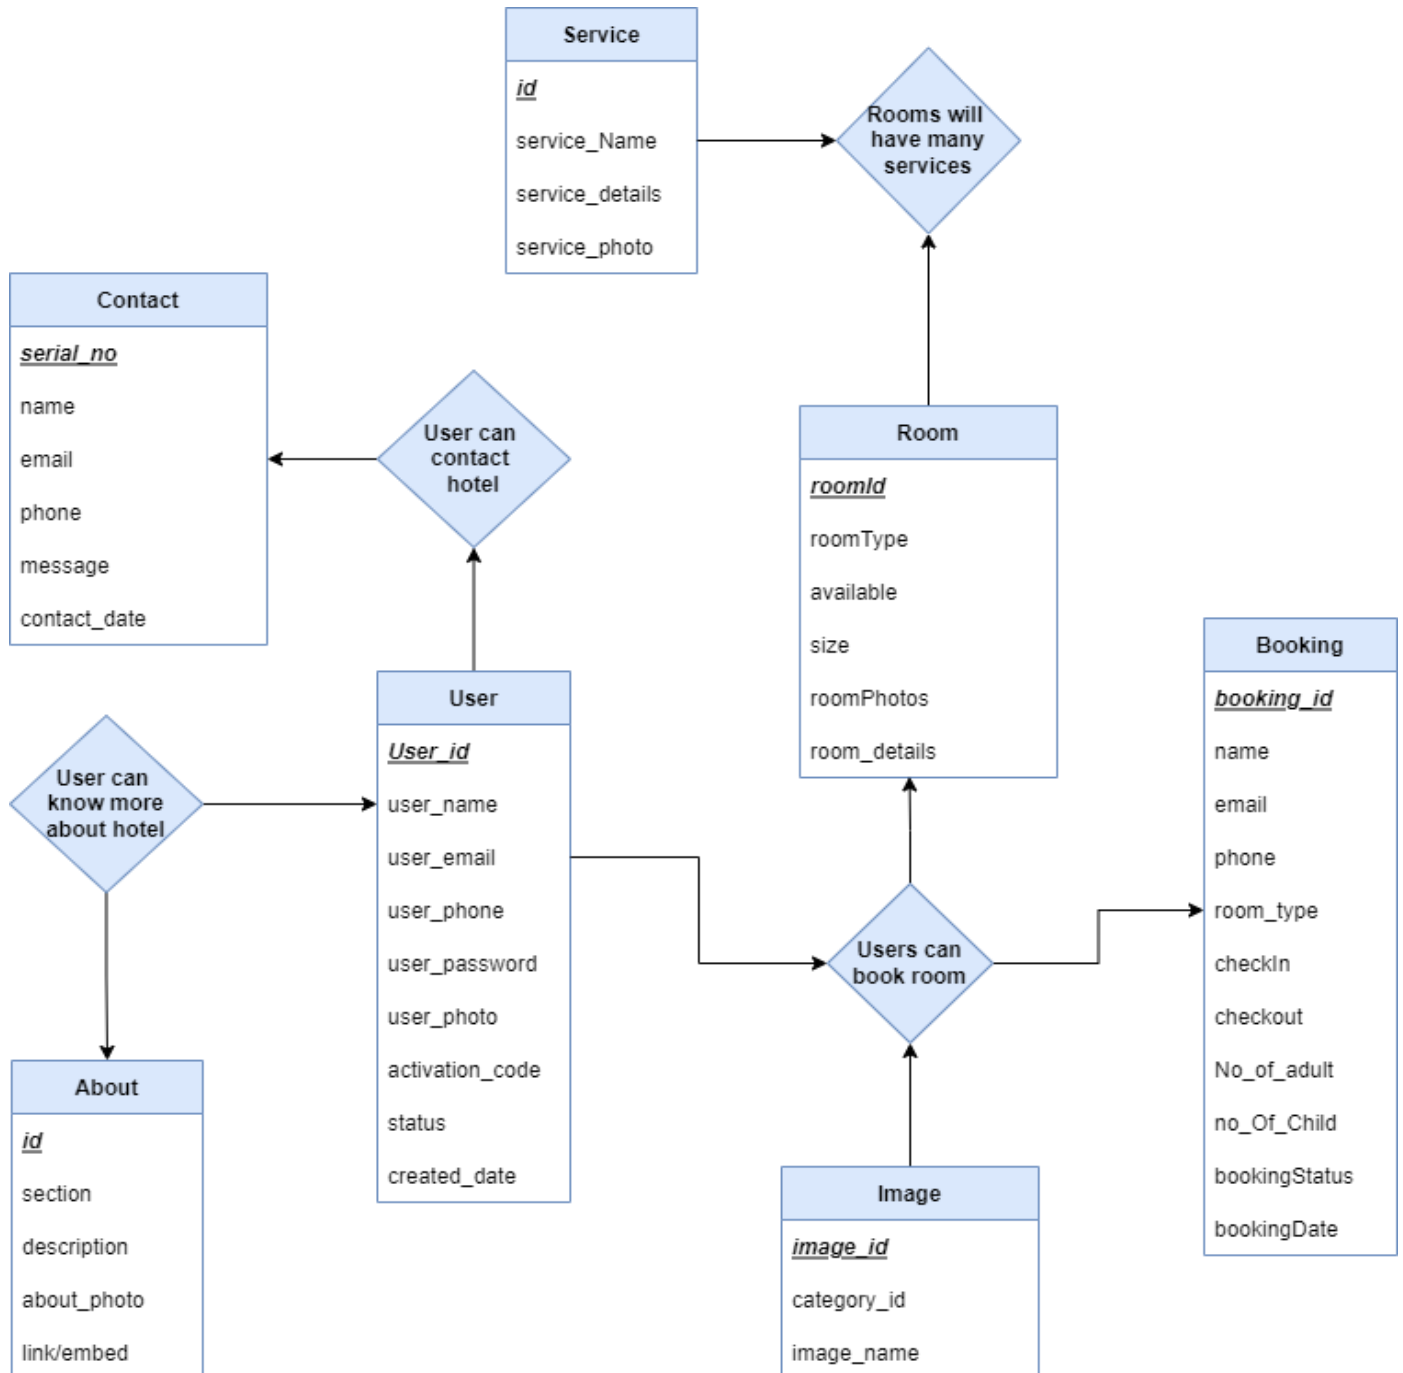 Service
id
service_Name
service_details
service_photo
Rooms will
have many
services
Contact
serial_no
name
email
phone
message
contact_date
User can
contact
hotel
Room
roomId
roomType
available
size
roomPhotos
room_details
Booking
booking_id
name
email
phone
room_type
checkIn
checkout
No_of_adult
no_Of_Child
bookingStatus
bookingDate
User can
know more
about hotel
User
User_id
user_name
user_email
user_phone
user_password
user_photo
activation_code
status
created_date
Users can
book room
About
id
section
description
about_photo
link/embed
Image
image_id
category_id
image_name